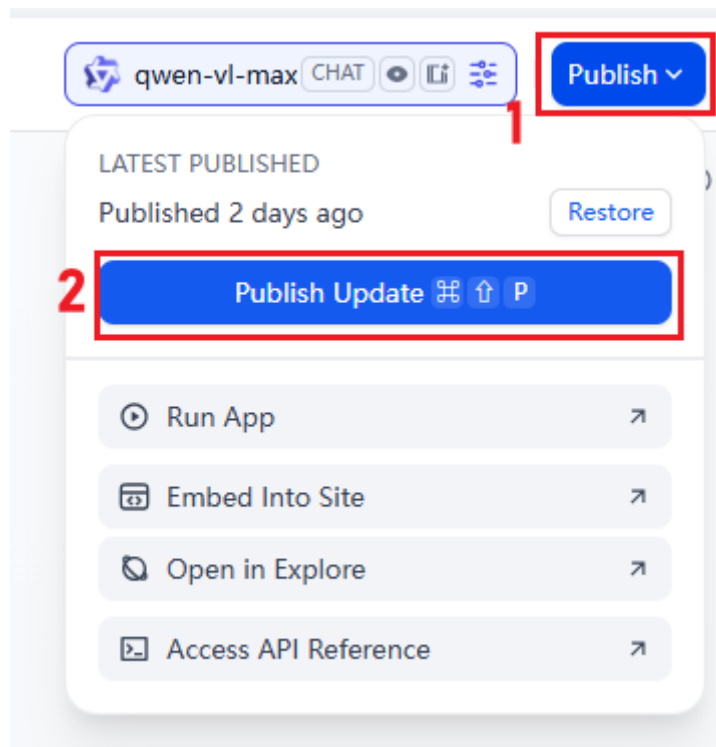 qwen-vl-max CHAT
Publish
1
LATEST PUBLISHED
Published 2 days ago
Restore
2
Publish Update ⌘ ⇧ P
Run App
Embed Into Site
Open in Explore
Access API Reference